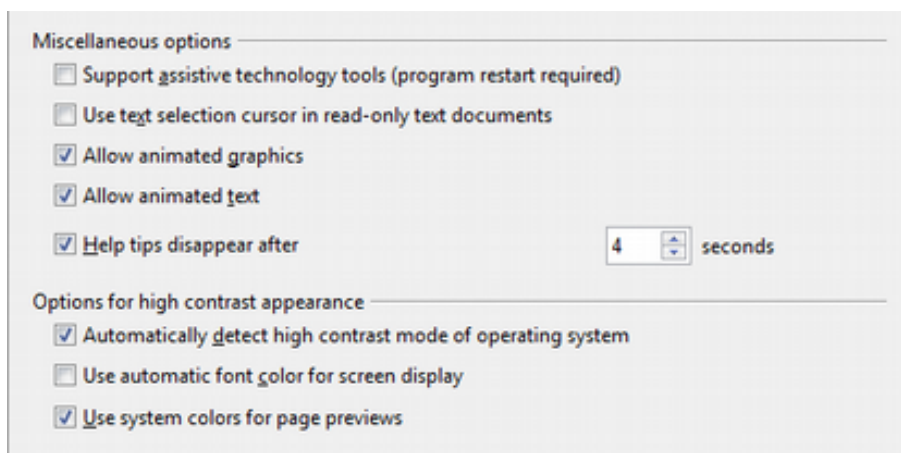 Miscellaneous options
Support assistive technology tools (program restart required)
Use text selection cursor in read-only text documents
Allow animated graphics
Allow animated text
Help tips disappear after 4 seconds
Options for high contrast appearance
Automatically detect high contrast mode of operating system
Use automatic font color for screen display
Use system colors for page previews